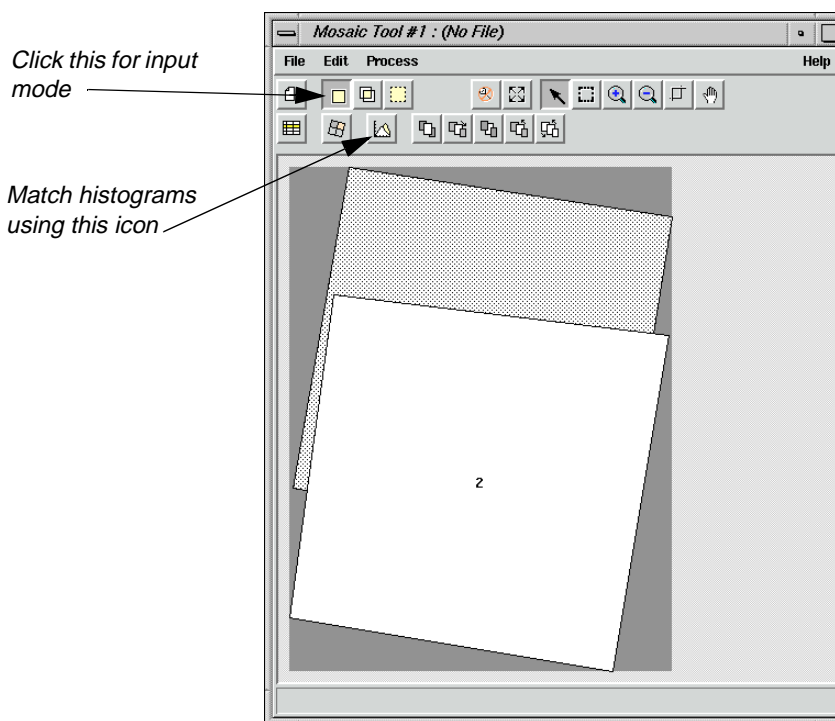 Mosaic Tool #1 : (No File)
File Edit Process Help
Click this for input
mode
Match histograms
using this icon
2